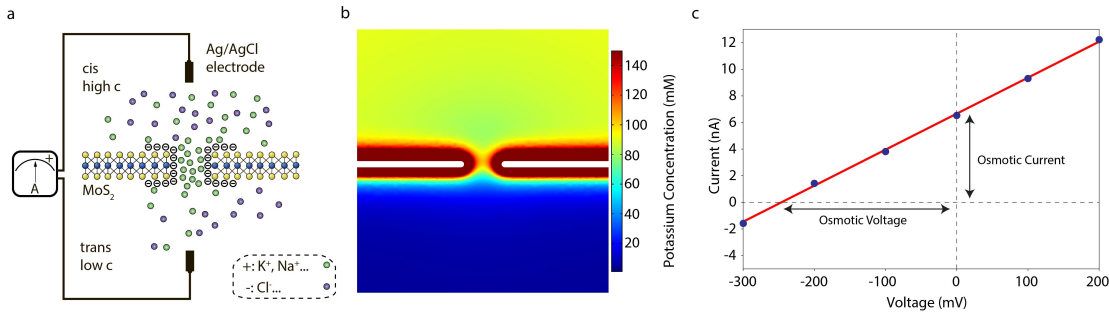 a
Ag/AgCl
electrode
cis
high c
+
A
MoS2
trans
low c
+: K+, Na+...
-: Cl-...
b
140
120
100
80
60
40
20
Potassium Concentration (mM)
c
12
10
8
6
4
2
0
-2
-4
Current (nA)
Osmotic Current
Osmotic Voltage
-300 -200 -100 0 100 200
Voltage (mV)